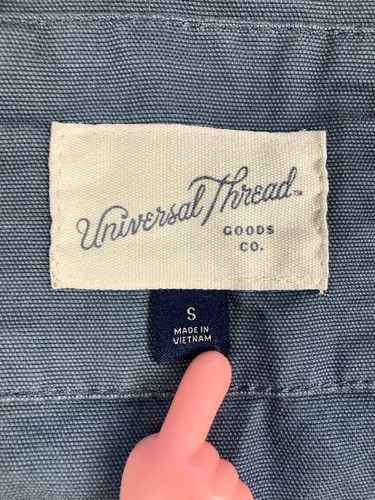 Universal Thread™
GOODS
CO.
S
MADE IN
VIETNAM